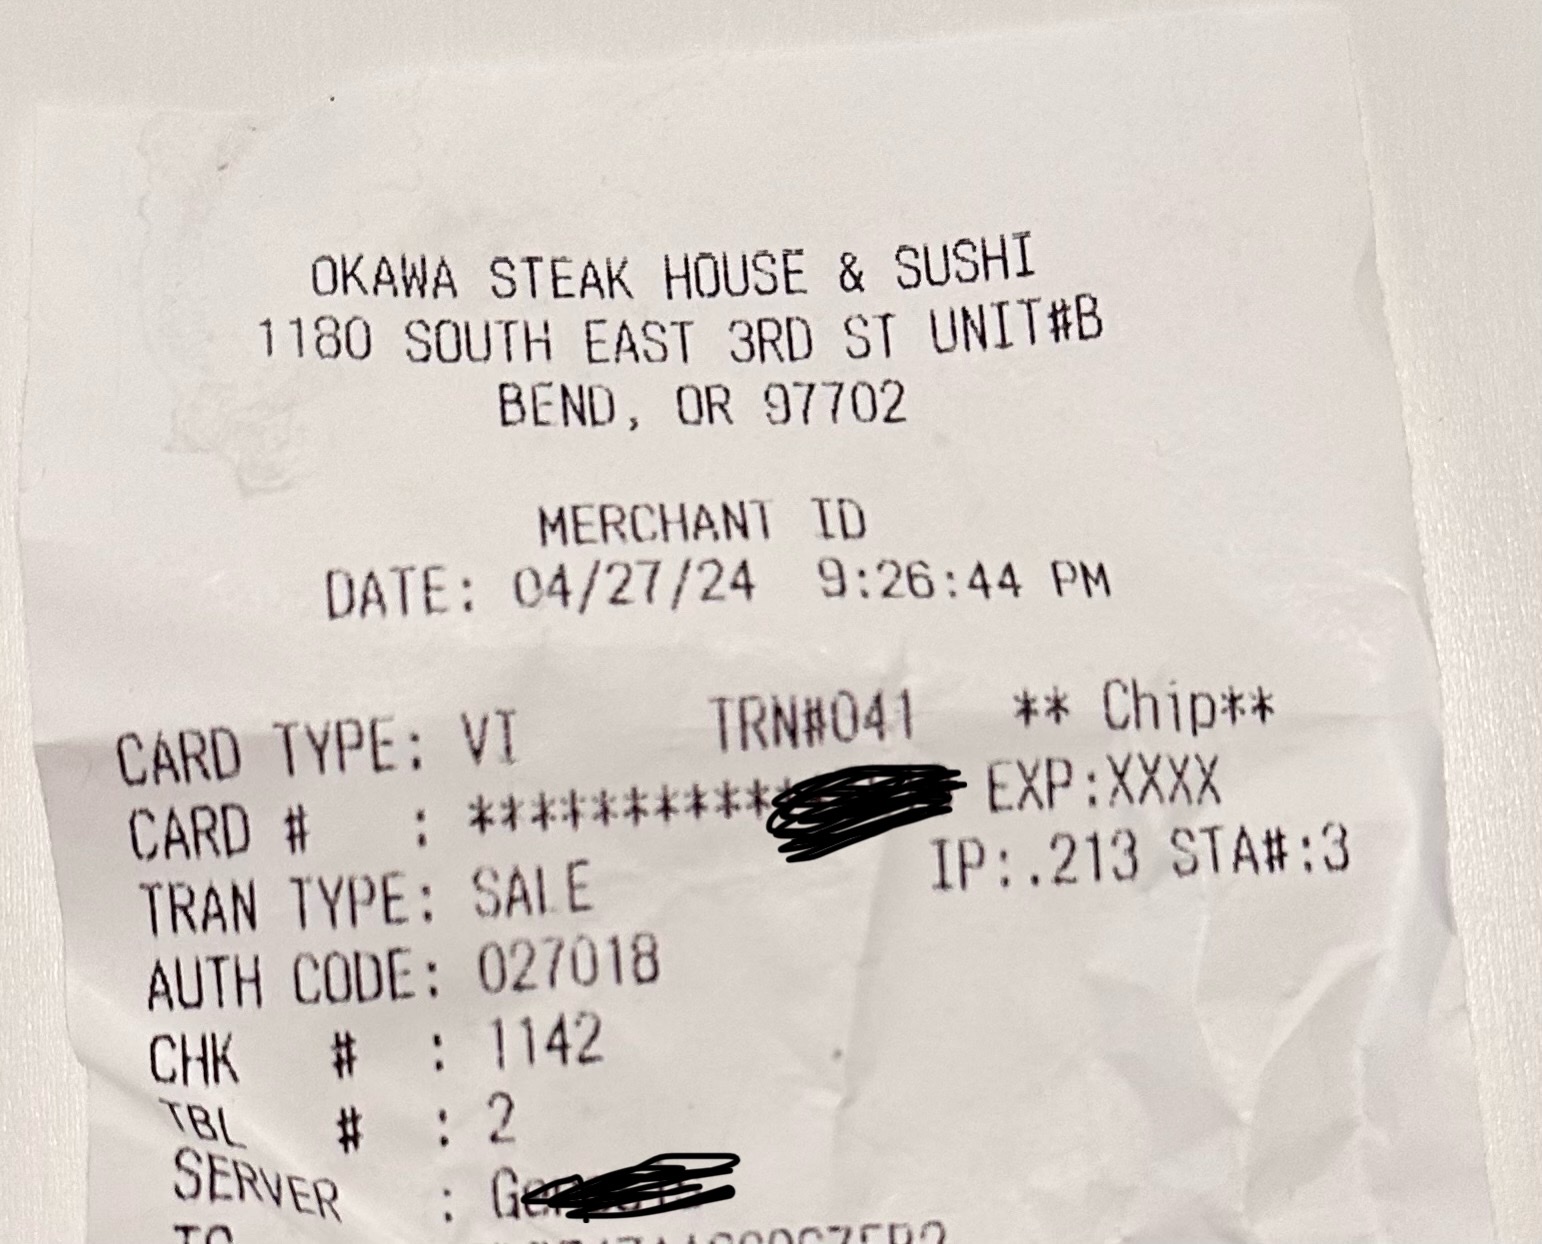 OKAWA STEAK HOUSE & SUSHI
1180 SOUTH EAST 3RD ST UNIT#B
BEND, OR 97702
MERCHANT ID
DATE: 04/27/24 9:26:44 PM
CARD TYPE: VI TRN#041 ** Chip**
CARD # : ********** EXP:XXXX
TRAN TYPE: SALE IP:.213 STA#:3
AUTH CODE: 027018
CHK # : 1142
TBL # : 2
SERVER :